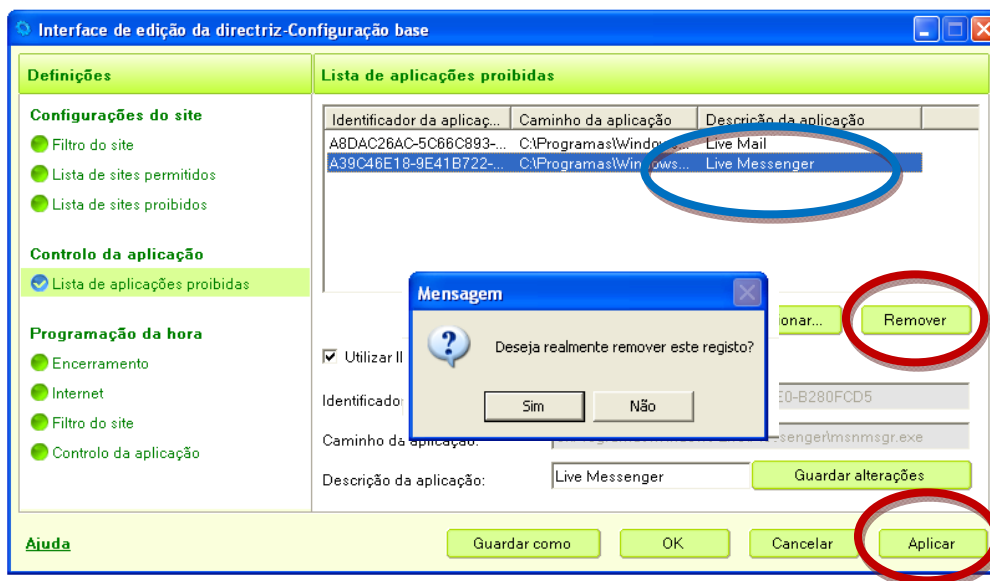 Interface de edição da directriz-Configuração base
Definições
Lista de aplicações proibidas
Configurações do site
Filtro do site
Lista de sites permitidos
Lista de sites proibidos
Controlo da aplicação
Lista de aplicações proibidas
Programação da hora
Encerramento
Internet
Filtro do site
Controlo da aplicação
Identificador da aplicaç... Caminho da aplicação Descrição da aplicação
A8DAC26AC-5C66C893-... C:\Programas\Windows... Live Mail
A39C46E18-9E41B722-... C:\Programas\Windows... Live Messenger
ionar... Remover
Mensagem
Deseja realmente remover este registo?
Sim Não
Utilizar
Identificado E0-B280FCD5
Caminho da aplicação: senger\msnmsgr.exe
Descrição da aplicação: Live Messenger Guardar alterações
Ajuda Guardar como OK Cancelar Aplicar